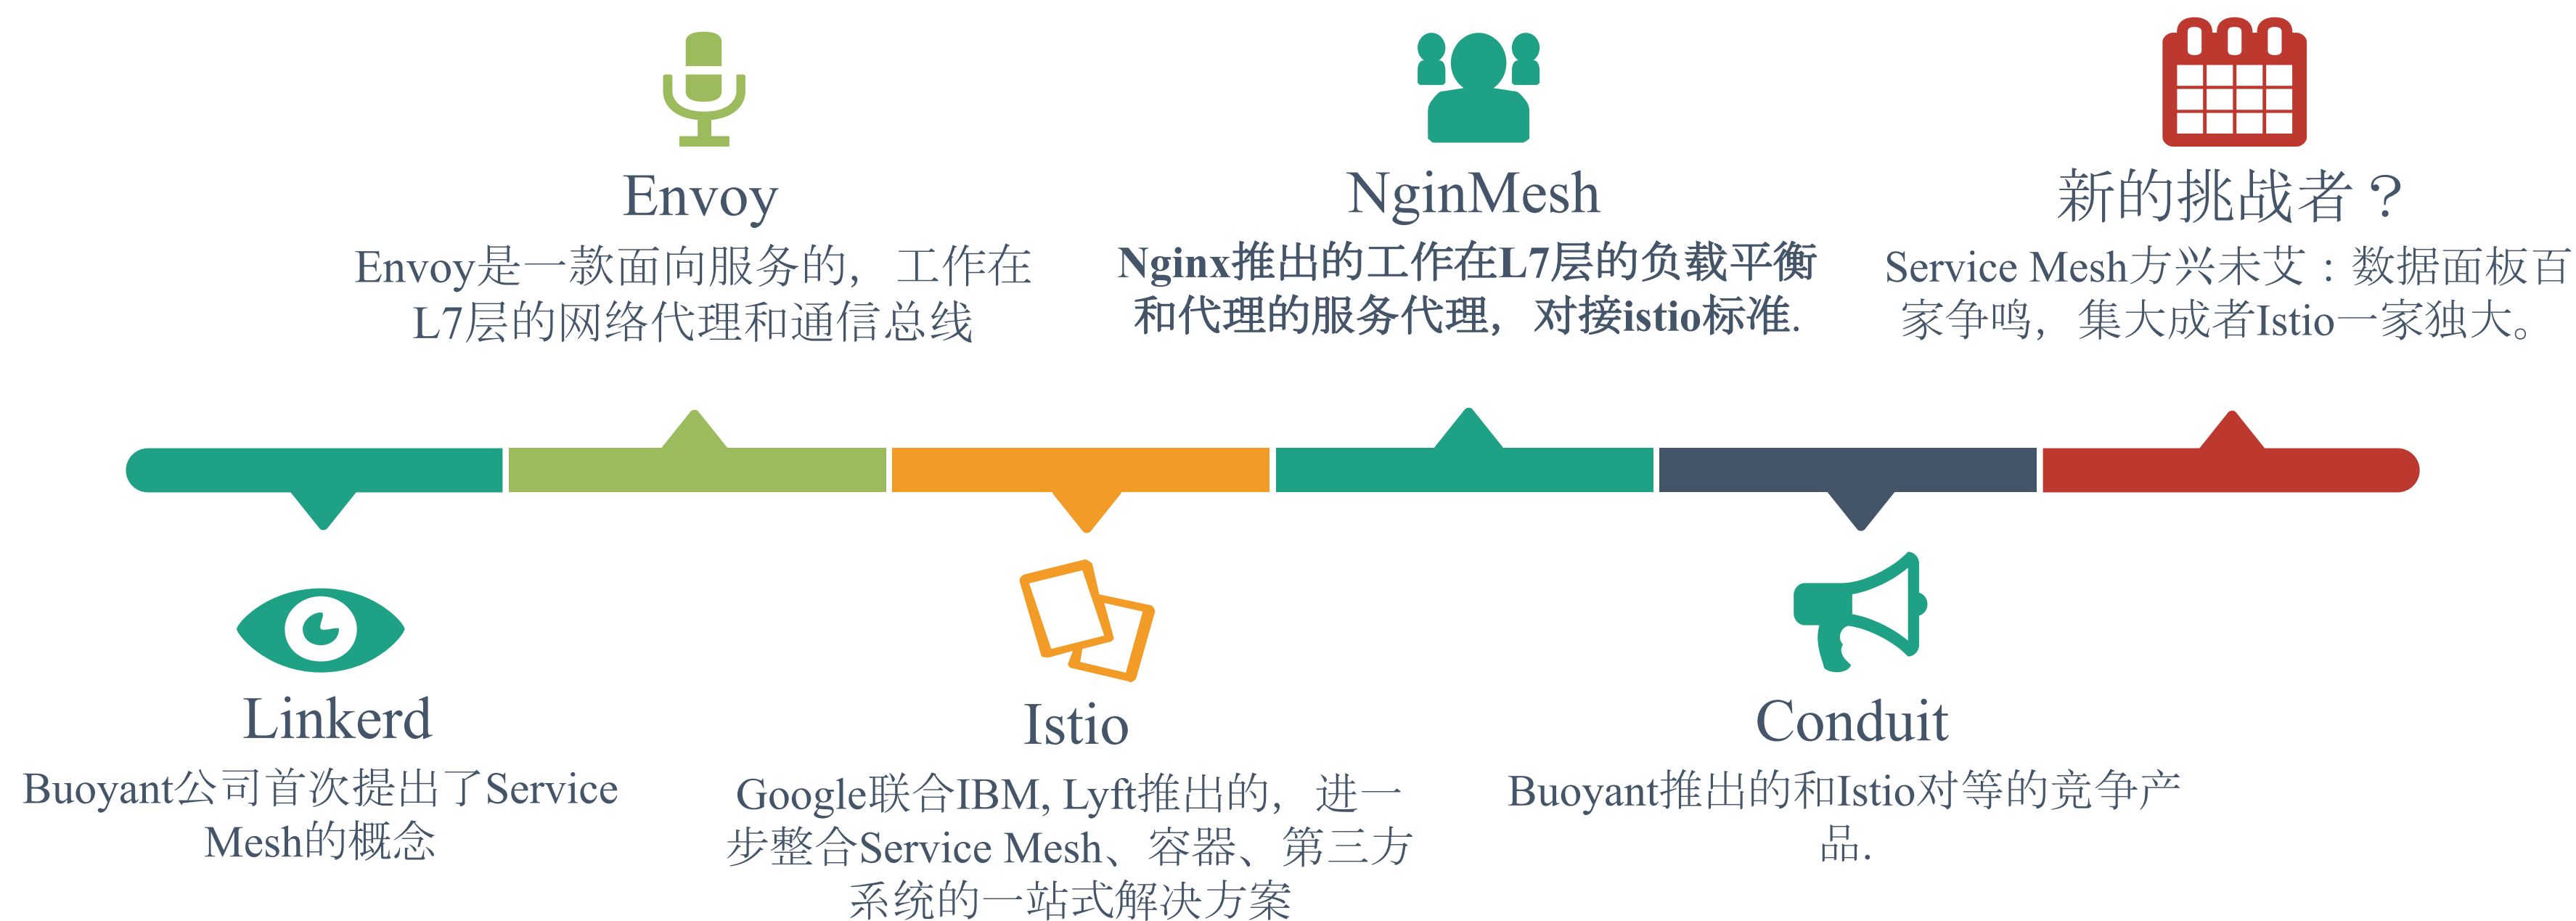 Envoy
Envoy是一款面向服务的，工作在
L7层的网络代理和通信总线
NginMesh
Nginx推出的工作在L7层的负载平衡
和代理的服务代理，对接istio标准.
新的挑战者？
Service Mesh方兴未艾：数据面板百
家争鸣，集大成者Istio一家独大。
Linkerd
Buoyant公司首次提出了Service
Mesh的概念
Istio
Google联合IBM, Lyft推出的，进一
步整合Service Mesh、容器、第三方
系统的一站式解决方案
Conduit
Buoyant推出的和Istio对等的竞争产
品.